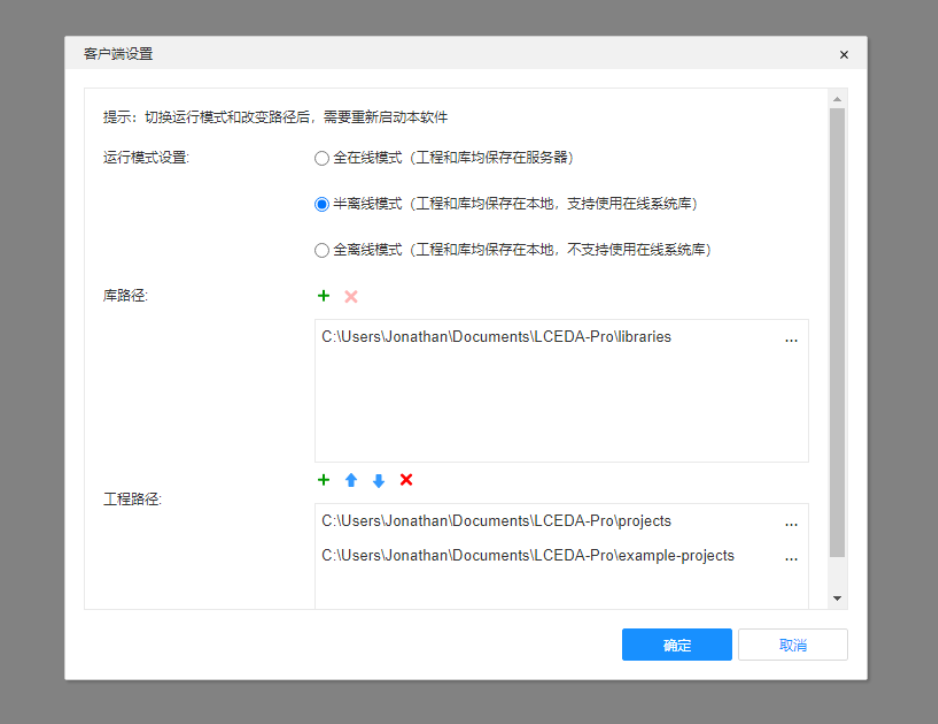 客户端设置
提示：切换运行模式和改变路径后，需要重新启动本软件
运行模式设置:
全在线模式（工程和库均保存在服务器）
半离线模式（工程和库均保存在本地，支持使用在线系统库）
全离线模式（工程和库均保存在本地，不支持使用在线系统库）
库路径:
C:\Users\Jonathan\Documents\LCEDA-Pro\libraries ...
工程路径:
C:\Users\Jonathan\Documents\LCEDA-Pro\projects ...
C:\Users\Jonathan\Documents\LCEDA-Pro\example-projects ...
确定 取消